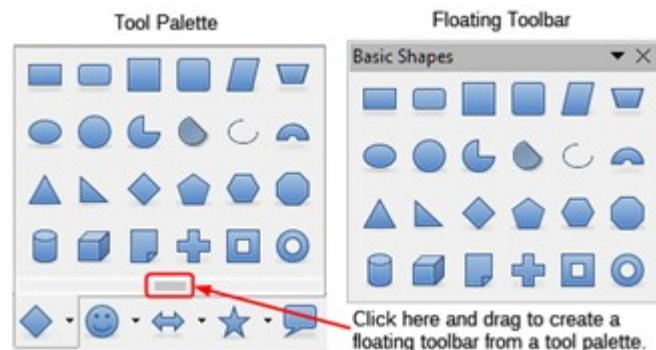 Tool Palette
Floating Toolbar
Basic Shapes
Click here and drag to create a
floating toolbar from a tool palette.